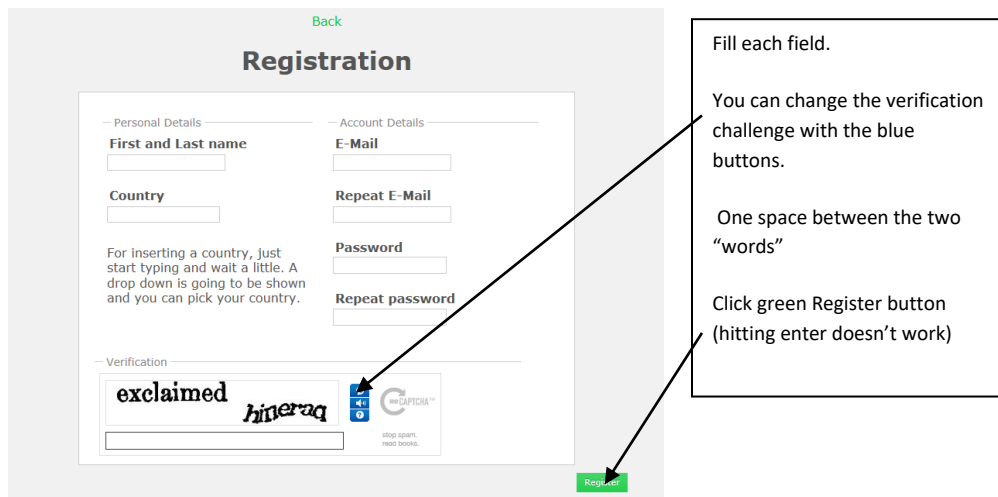 Back
Registration
Personal Details
First and Last name
Country
For inserting a country, just
start typing and wait a little. A
drop down is going to be shown
and you can pick your country.
Account Details
E-Mail
Repeat E-Mail
Password
Repeat password
Verification
exclaimed hineraq
reCAPTCHA™
stop spam.
read books.
Register
Fill each field.
You can change the verification
challenge with the blue
buttons.
One space between the two
“words”
Click green Register button
(hitting enter doesn’t work)